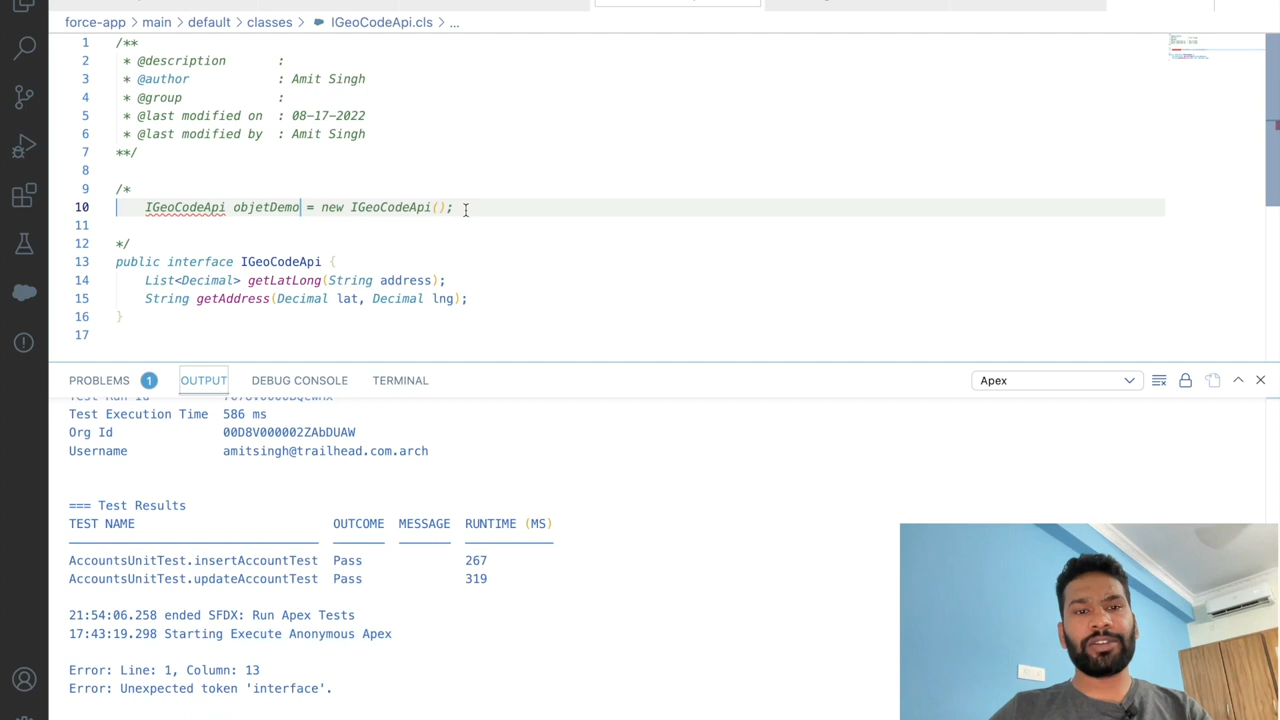 force-app > main > default > classes > IGeoCodeApi.cls > ...
1 /**
2 * @description :
3 * @author : Amit Singh
4 * @group :
5 * @last modified on : 08-17-2022
6 * @last modified by : Amit Singh
7 **/
8
9 /*
10 IGeoCodeApi objetDemo = new IGeoCodeApi();
11
12 */
13 public interface IGeoCodeApi {
14 List<Decimal> getLatLong(String address);
15 String getAddress(Decimal lat, Decimal lng);
16 }
17
PROBLEMS 1 OUTPUT DEBUG CONSOLE TERMINAL Apex
Test Execution Time 586 ms
Org Id 00D8V000002ZAbDUAW
Username amitsingh@trailhead.com.arch
=== Test Results
TEST NAME OUTCOME MESSAGE RUNTIME (MS)
AccountsUnitTest.insertAccountTest Pass 267
AccountsUnitTest.updateAccountTest Pass 319
21:54:06.258 ended SFDX: Run Apex Tests
17:43:19.298 Starting Execute Anonymous Apex
Error: Line: 1, Column: 13
Error: Unexpected token 'interface'.